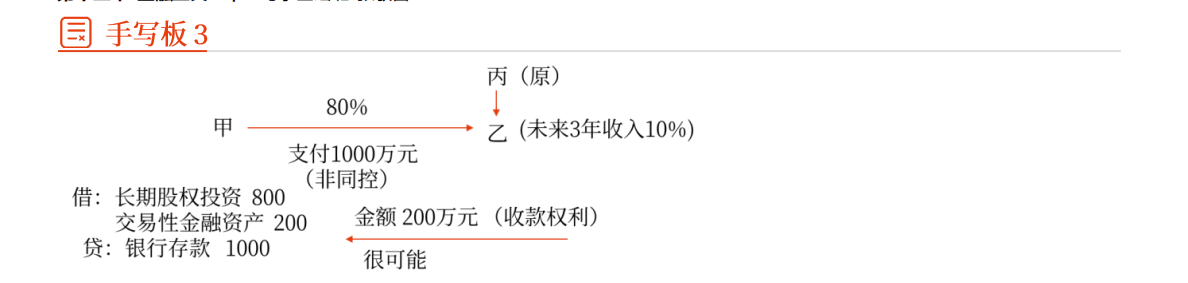 手写板 3
丙（原）
80%
甲
乙 (未来3年收入10%)
支付1000万元
（非同控）
借：长期股权投资 800
交易性金融资产 200
金额 200万元 （收款权利）
贷：银行存款 1000
很可能